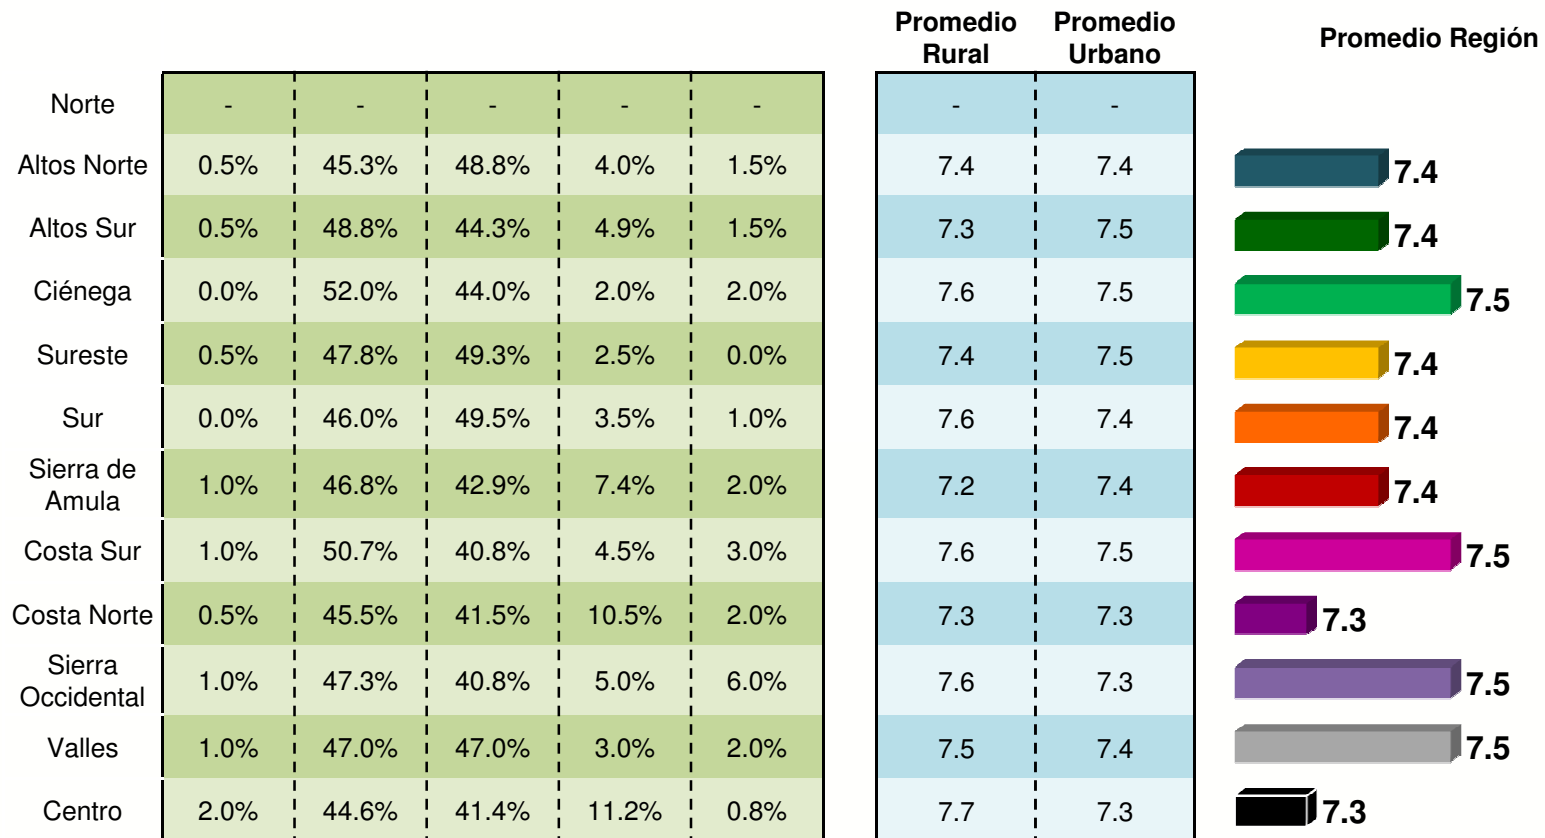 Promedio Rural Promedio Urbano Promedio Región
Norte - - - - - - -
Altos Norte 0.5% 45.3% 48.8% 4.0% 1.5% 7.4 7.4 7.4
Altos Sur 0.5% 48.8% 44.3% 4.9% 1.5% 7.3 7.5 7.4
Ciénega 0.0% 52.0% 44.0% 2.0% 2.0% 7.6 7.5 7.5
Sureste 0.5% 47.8% 49.3% 2.5% 0.0% 7.4 7.5 7.4
Sur 0.0% 46.0% 49.5% 3.5% 1.0% 7.6 7.4 7.4
Sierra de Amula 1.0% 46.8% 42.9% 7.4% 2.0% 7.2 7.4 7.4
Costa Sur 1.0% 50.7% 40.8% 4.5% 3.0% 7.6 7.5 7.5
Costa Norte 0.5% 45.5% 41.5% 10.5% 2.0% 7.3 7.3 7.3
Sierra Occidental 1.0% 47.3% 40.8% 5.0% 6.0% 7.6 7.3 7.5
Valles 1.0% 47.0% 47.0% 3.0% 2.0% 7.5 7.4 7.5
Centro 2.0% 44.6% 41.4% 11.2% 0.8% 7.7 7.3 7.3